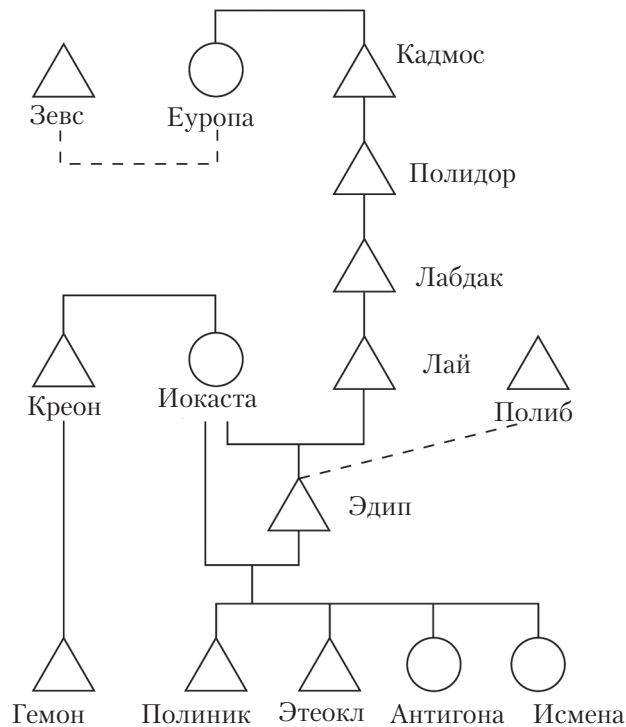 Кадмос
Зевс
Еуропа
Полидор
Лабдак
Лай
Креон
Иокаста
Полиб
Эдип
Гемон
Полиник
Этеокл
Антигона
Исмена